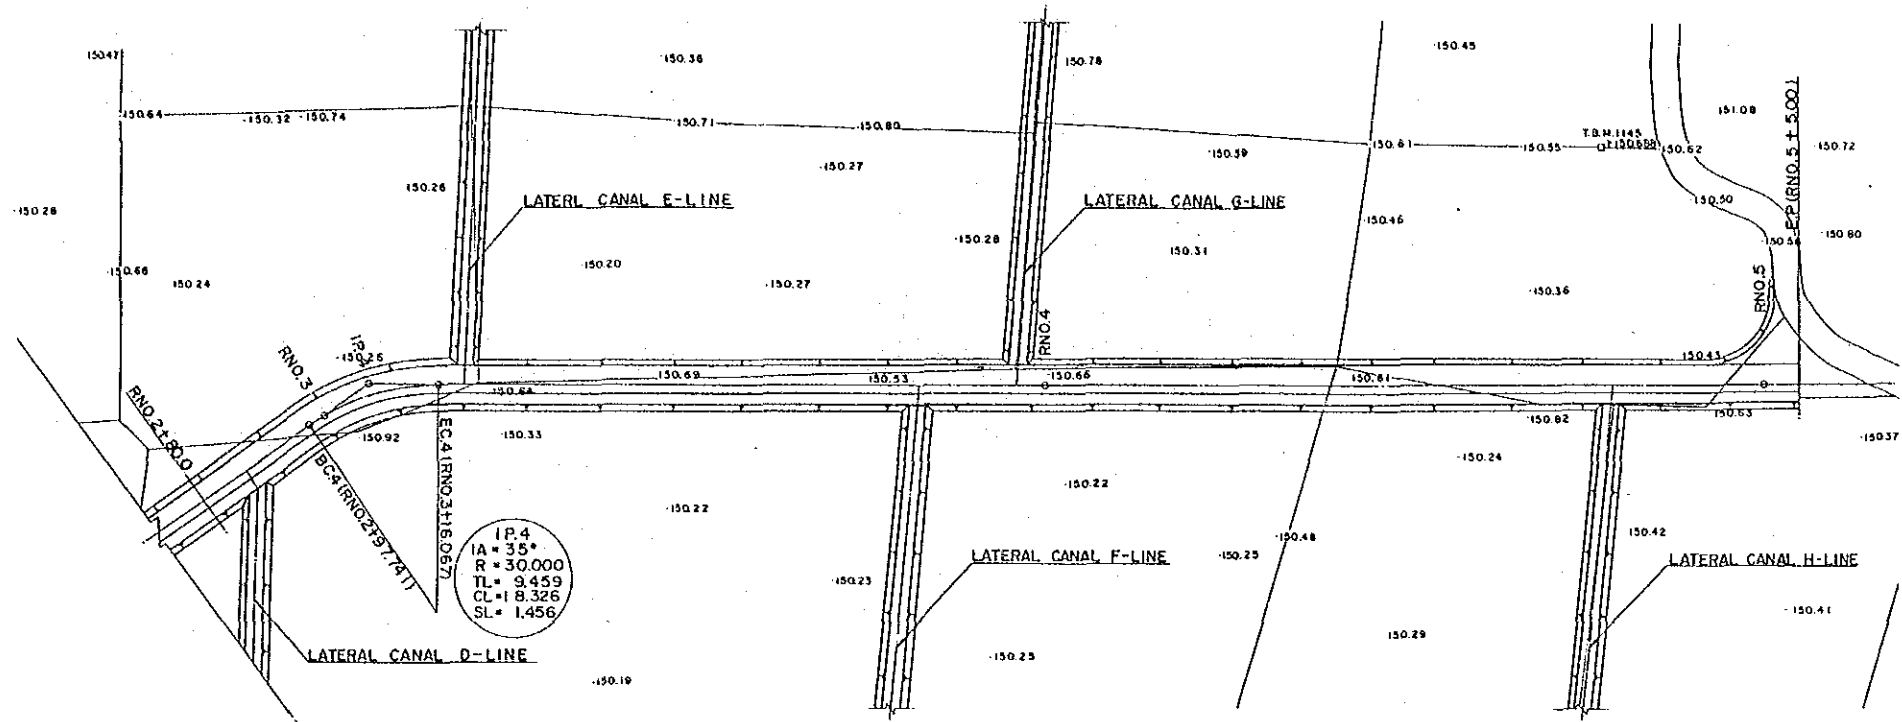 150.47
·150.36
150.78
·150.45
·150.64
·150.32
·150.74
·150.71
·150.80
·150.39
·150.81
·150.55
T.B.M.1145
150.62
151.08
E.P.(RNO.5 + 5.00)
·150.72
·150.27
150.26
·150.28
LATERL CANAL E-LINE
LATERAL CANAL G-LINE
·150.50
·150.46
·150.28
150.31
·150.56
·150.80
·150.66
150.24
·150.20
·150.27
·150.36
RNO.5
RNO.4
I.P.4
·150.26
RNO.3
150.43
150.69
150.53
·150.66
150.81
·150.68
RNO.2+80.0
·150.92
·150.33
·150.82
150.63
·150.37
BC.4(RNO.2+97.741)
EC.4(RNO.3+16.067)
·150.24
·150.22
·150.22
I.P.4
IA = 35°
R = 30.000
TL = 9.459
CL = 18.326
SL = 1.456
·150.48
·150.25
150.42
LATERAL CANAL F-LINE
LATERAL CANAL H-LINE
·150.23
·150.41
150.29
LATERAL CANAL D-LINE
·150.25
·150.19